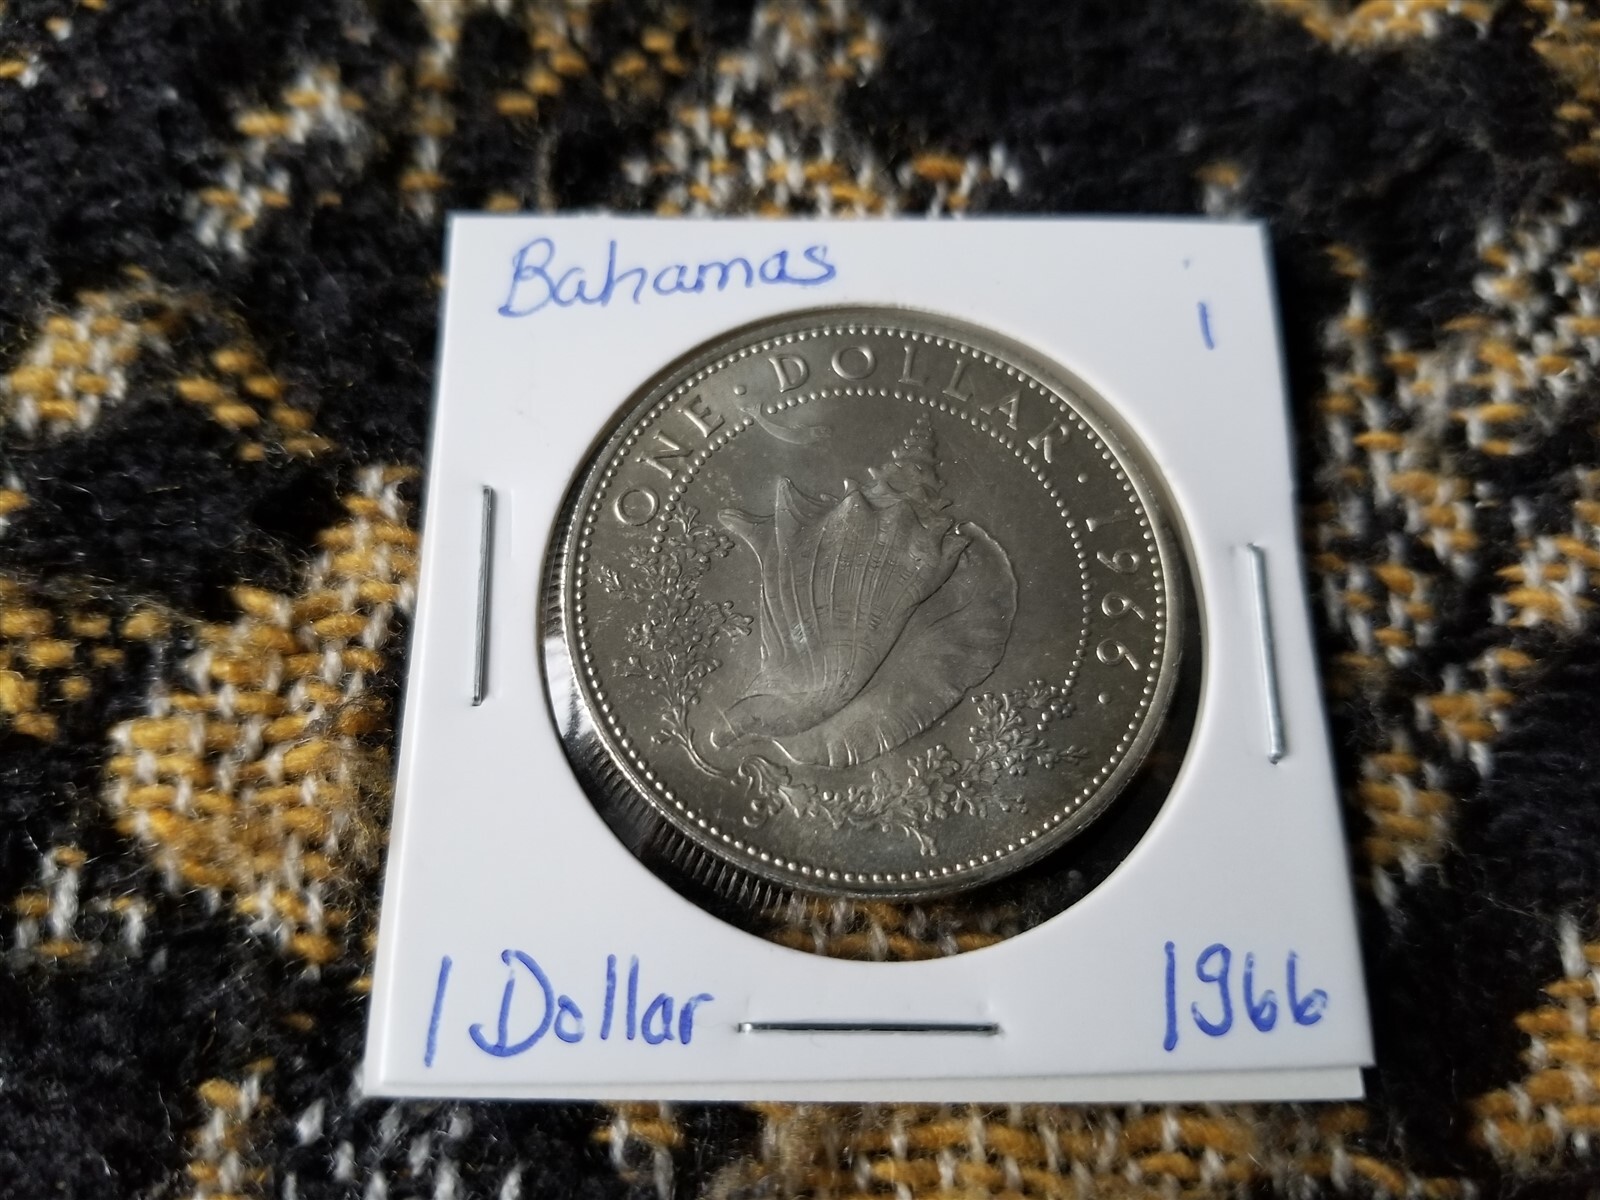 Bahamas
1
ONE · DOLLAR · 1966 ·
1 Dollar
1966